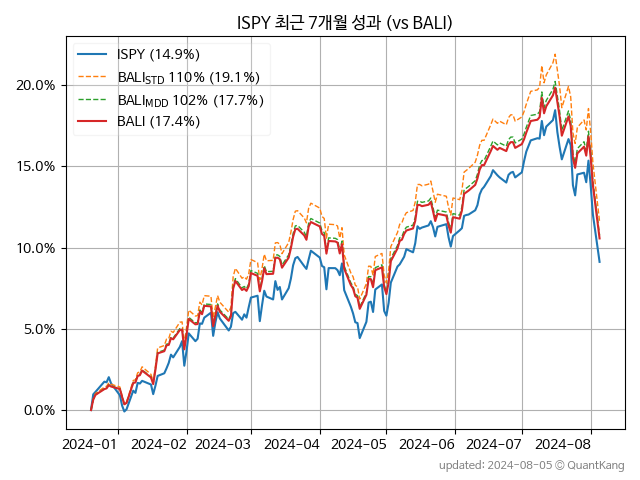 ISPY 최근 7개월 성과 (vs BALI)
ISPY (14.9%)
BALI_STD 110% (19.1%)
BALI_MDD 102% (17.7%)
BALI (17.4%)
20.0%
15.0%
10.0%
5.0%
0.0%
2024-01 2024-02 2024-03 2024-04 2024-05 2024-06 2024-07 2024-08
updated: 2024-08-05 © QuantKang